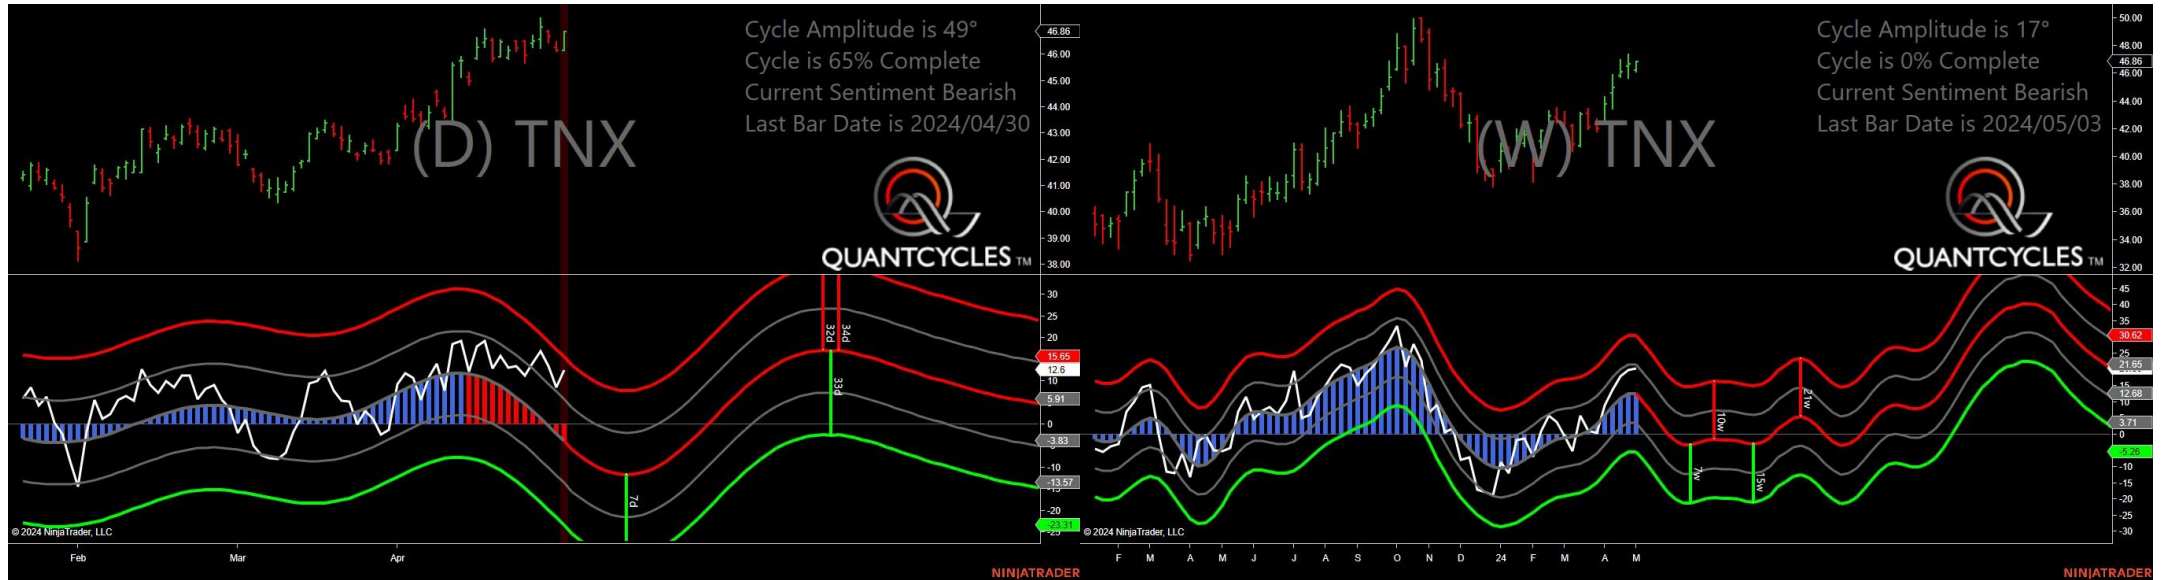 Cycle Amplitude is 49°
Cycle is 65% Complete
Current Sentiment Bearish
Last Bar Date is 2024/04/30
(D) TNX
QUANTCYCLES TM
46.86
46.00
45.00
44.00
43.00
42.00
41.00
40.00
39.00
38.00
30
25
20
15.65
12.6
10
5.91
0
-3.83
-10
-13.57
-20
-23.31
-25
32d
34d
33d
7d
© 2024 NinjaTrader, LLC
Feb Mar Apr
NINJATRADER
Cycle Amplitude is 17°
Cycle is 0% Complete
Current Sentiment Bearish
Last Bar Date is 2024/05/03
(W) TNX
QUANTCYCLES TM
50.00
48.00
46.86
46.00
44.00
42.00
40.00
38.00
36.00
34.00
32.00
45
40
35
30.62
25
21.65
15
12.68
10
3.71
0
-5.26
-10
-15
-20
-25
-30
10w
21w
7w
15w
© 2024 NinjaTrader, LLC
F M A M J J A S O N D 24 F M A M
NINJATRADER